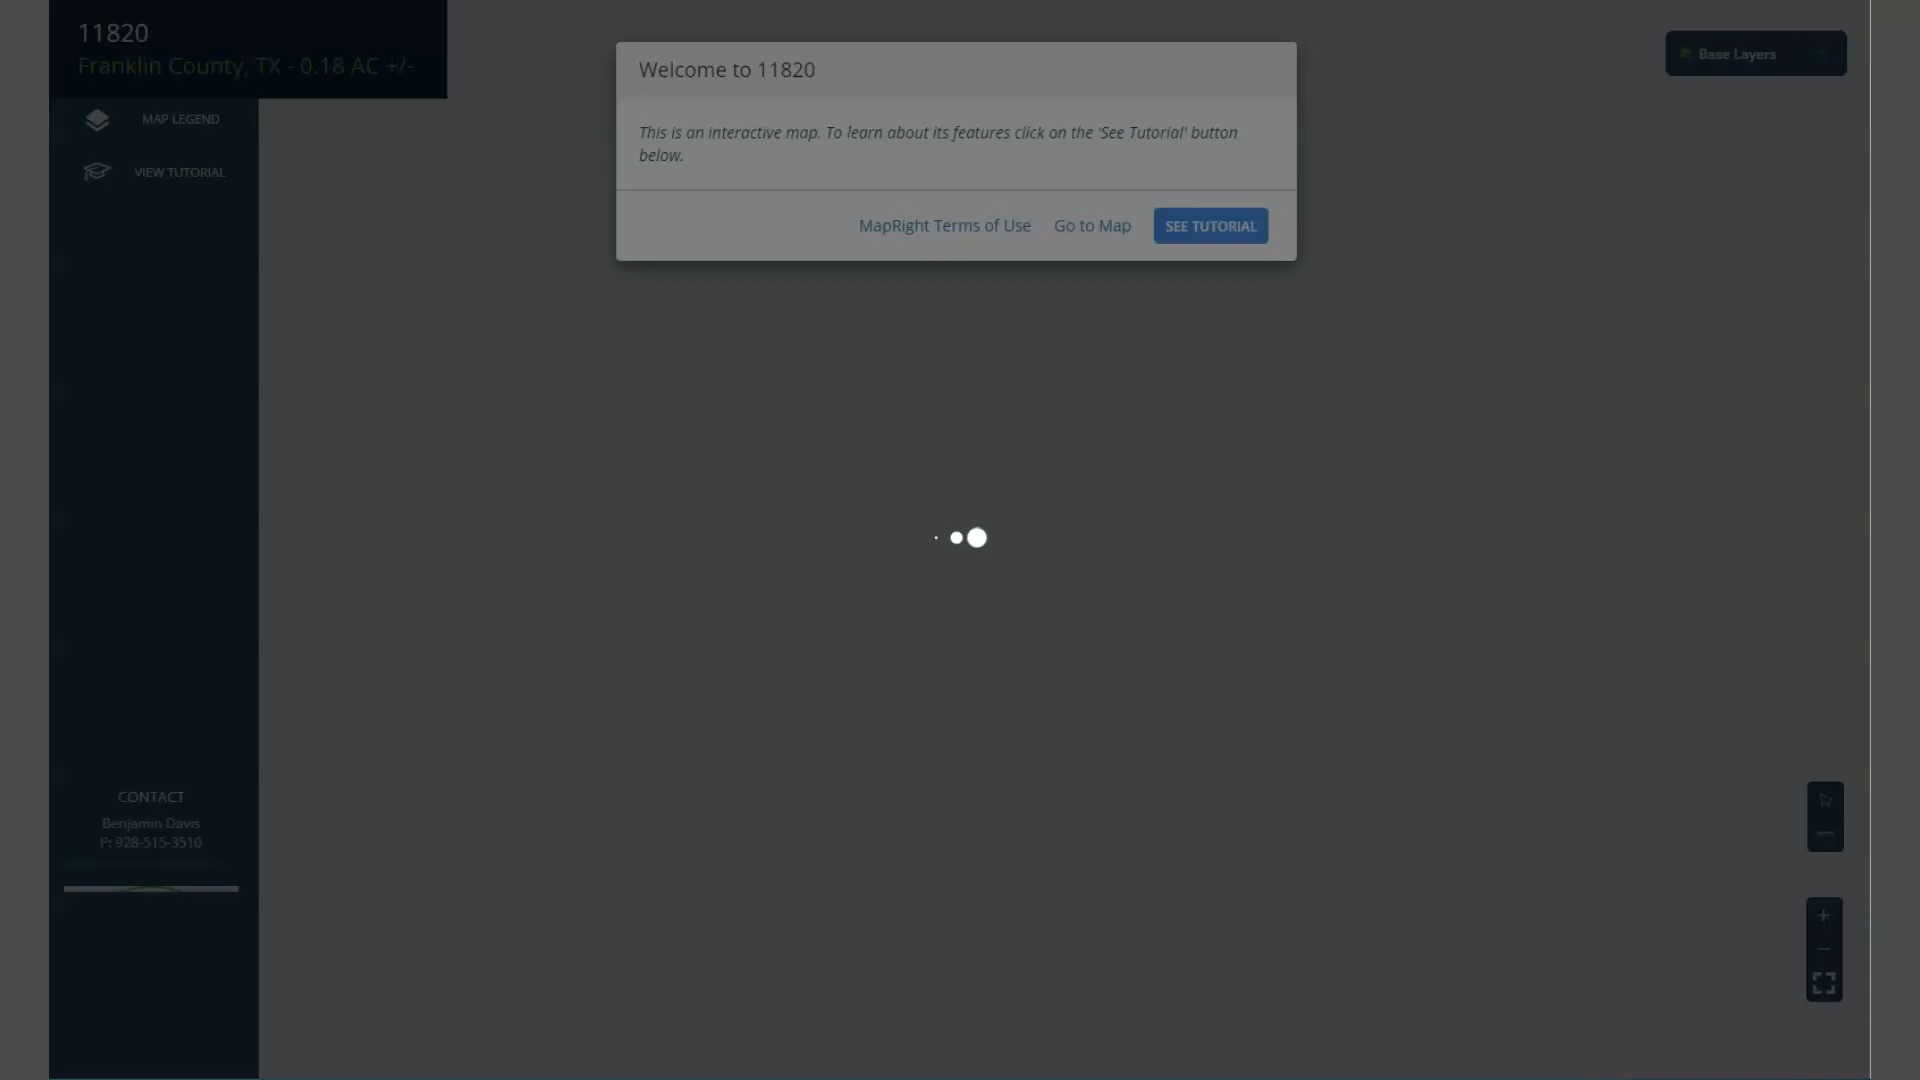 11820
Franklin County, TX - 0.18 AC +/-
MAP LEGEND
VIEW TUTORIAL
Welcome to 11820
This is an interactive map. To learn about its features click on the 'See Tutorial' button
below.
MapRight Terms of Use Go to Map SEE TUTORIAL
Base Layers
CONTACT
Benjamin Davis
P: 928-515-3510